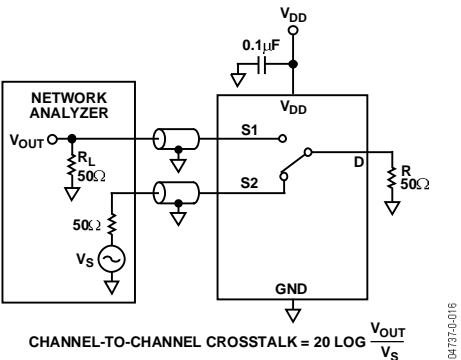 VDD
0.1µF
NETWORK
ANALYZER
VDD
VOUT
S1
RL
50Ω
D
R
50Ω
S2
50Ω
VS
GND
CHANNEL-TO-CHANNEL CROSSTALK = 20 LOG VOUT/VS
04737-0-016